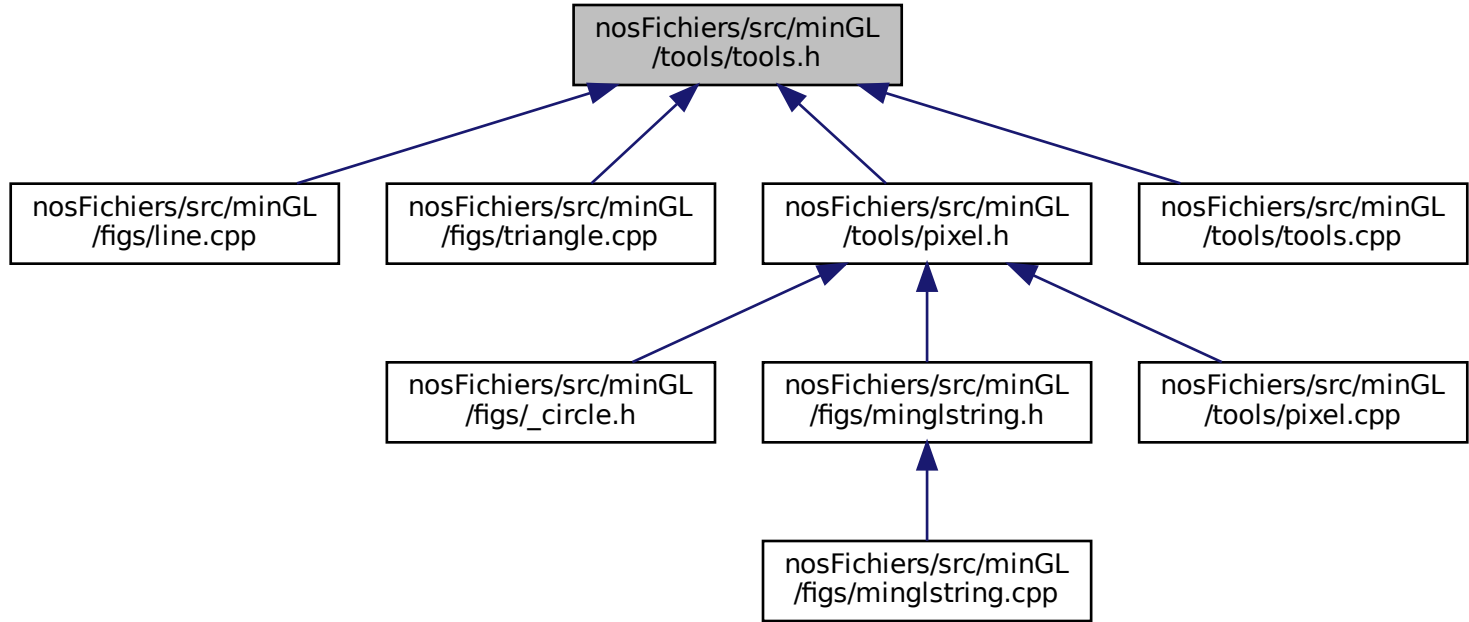 nosFichiers/src/minGL
/tools/tools.h
nosFichiers/src/minGL
/figs/line.cpp
nosFichiers/src/minGL
/figs/triangle.cpp
nosFichiers/src/minGL
/tools/pixel.h
nosFichiers/src/minGL
/tools/tools.cpp
nosFichiers/src/minGL
/figs/_circle.h
nosFichiers/src/minGL
/figs/minglstring.h
nosFichiers/src/minGL
/tools/pixel.cpp
nosFichiers/src/minGL
/figs/minglstring.cpp